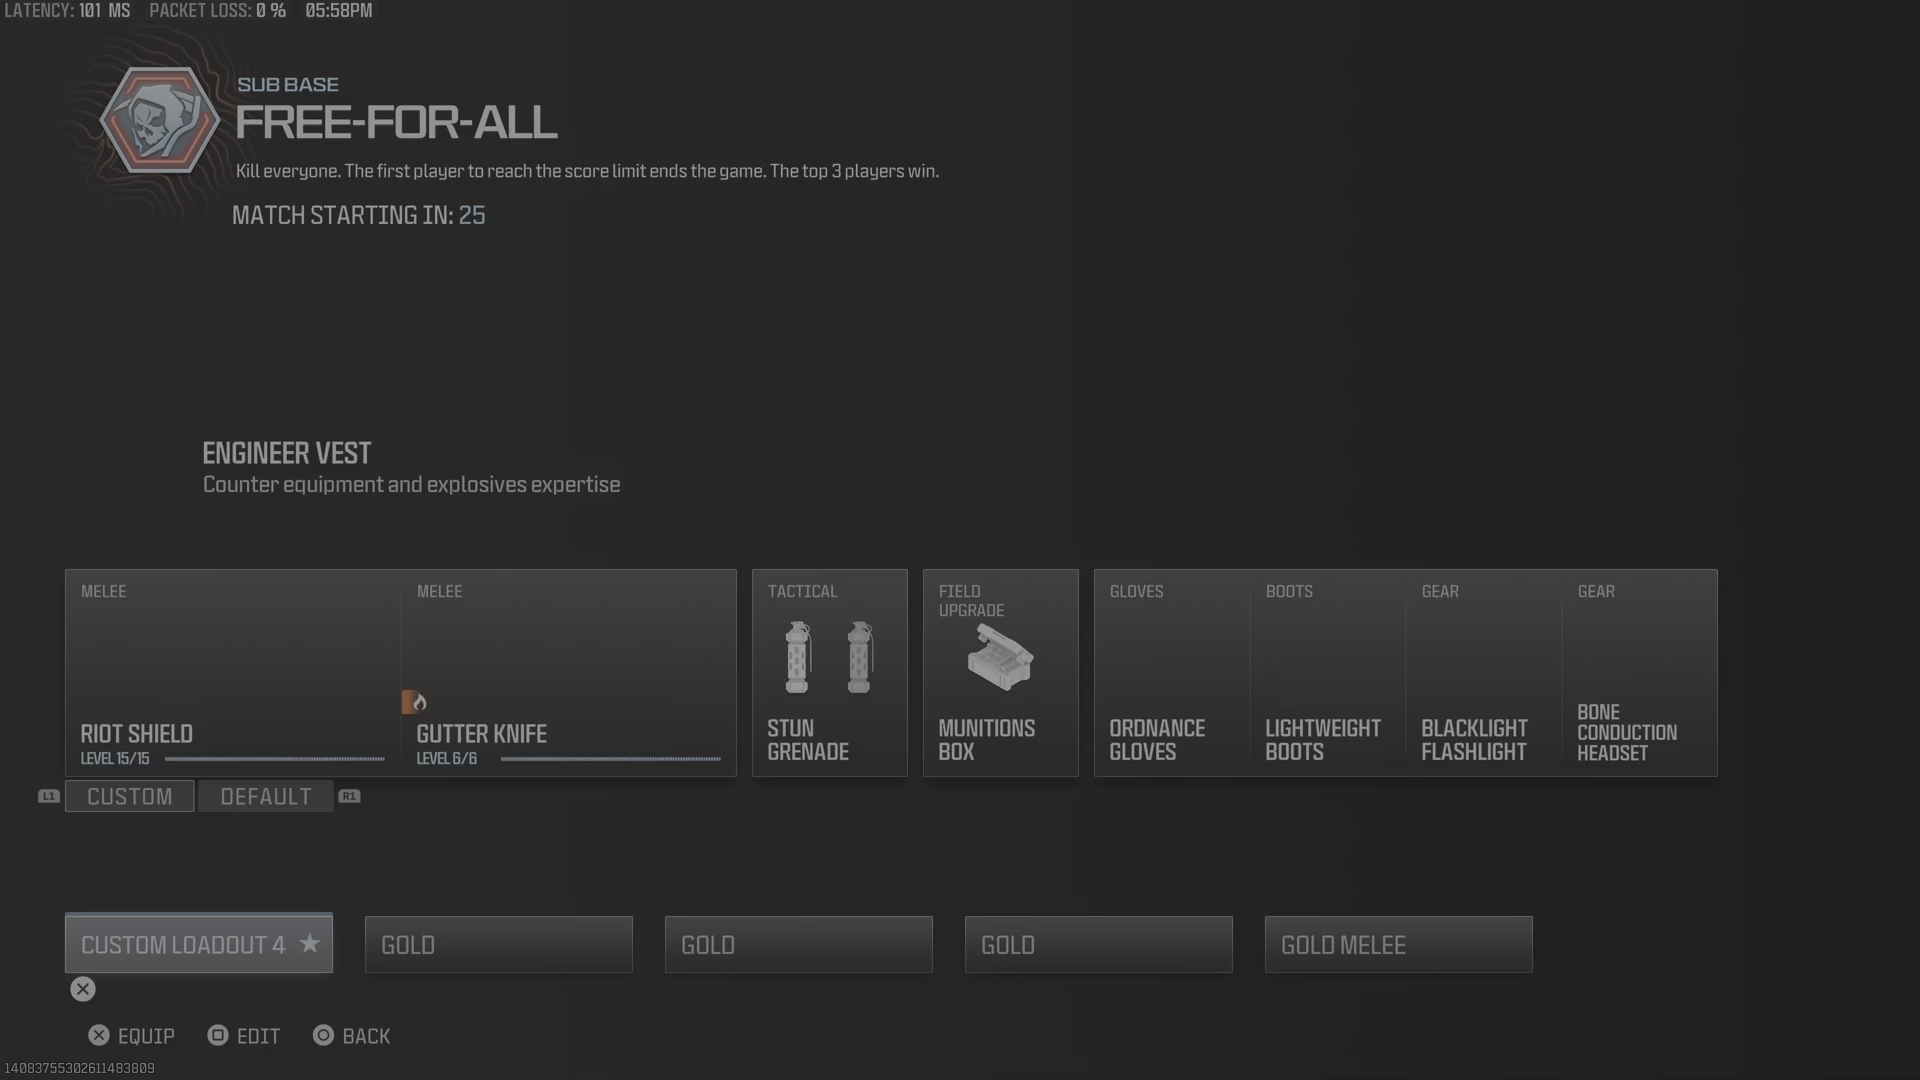 LATENCY: 101 MS PACKET LOSS: 0 % 05:58PM
SUB BASE
FREE-FOR-ALL
Kill everyone. The first player to reach the score limit ends the game. The top 3 players win.
MATCH STARTING IN: 25
ENGINEER VEST
Counter equipment and explosives expertise
MELEE
RIOT SHIELD
LEVEL 15/15
MELEE
GUTTER KNIFE
LEVEL 6/6
TACTICAL
STUN
GRENADE
FIELD
UPGRADE
MUNITIONS
BOX
GLOVES
ORDNANCE
GLOVES
BOOTS
LIGHTWEIGHT
BOOTS
GEAR
BLACKLIGHT
FLASHLIGHT
GEAR
BONE
CONDUCTION
HEADSET
L1 CUSTOM DEFAULT R1
CUSTOM LOADOUT 4
GOLD
GOLD
GOLD
GOLD MELEE
EQUIP EDIT BACK
14083755302611483809